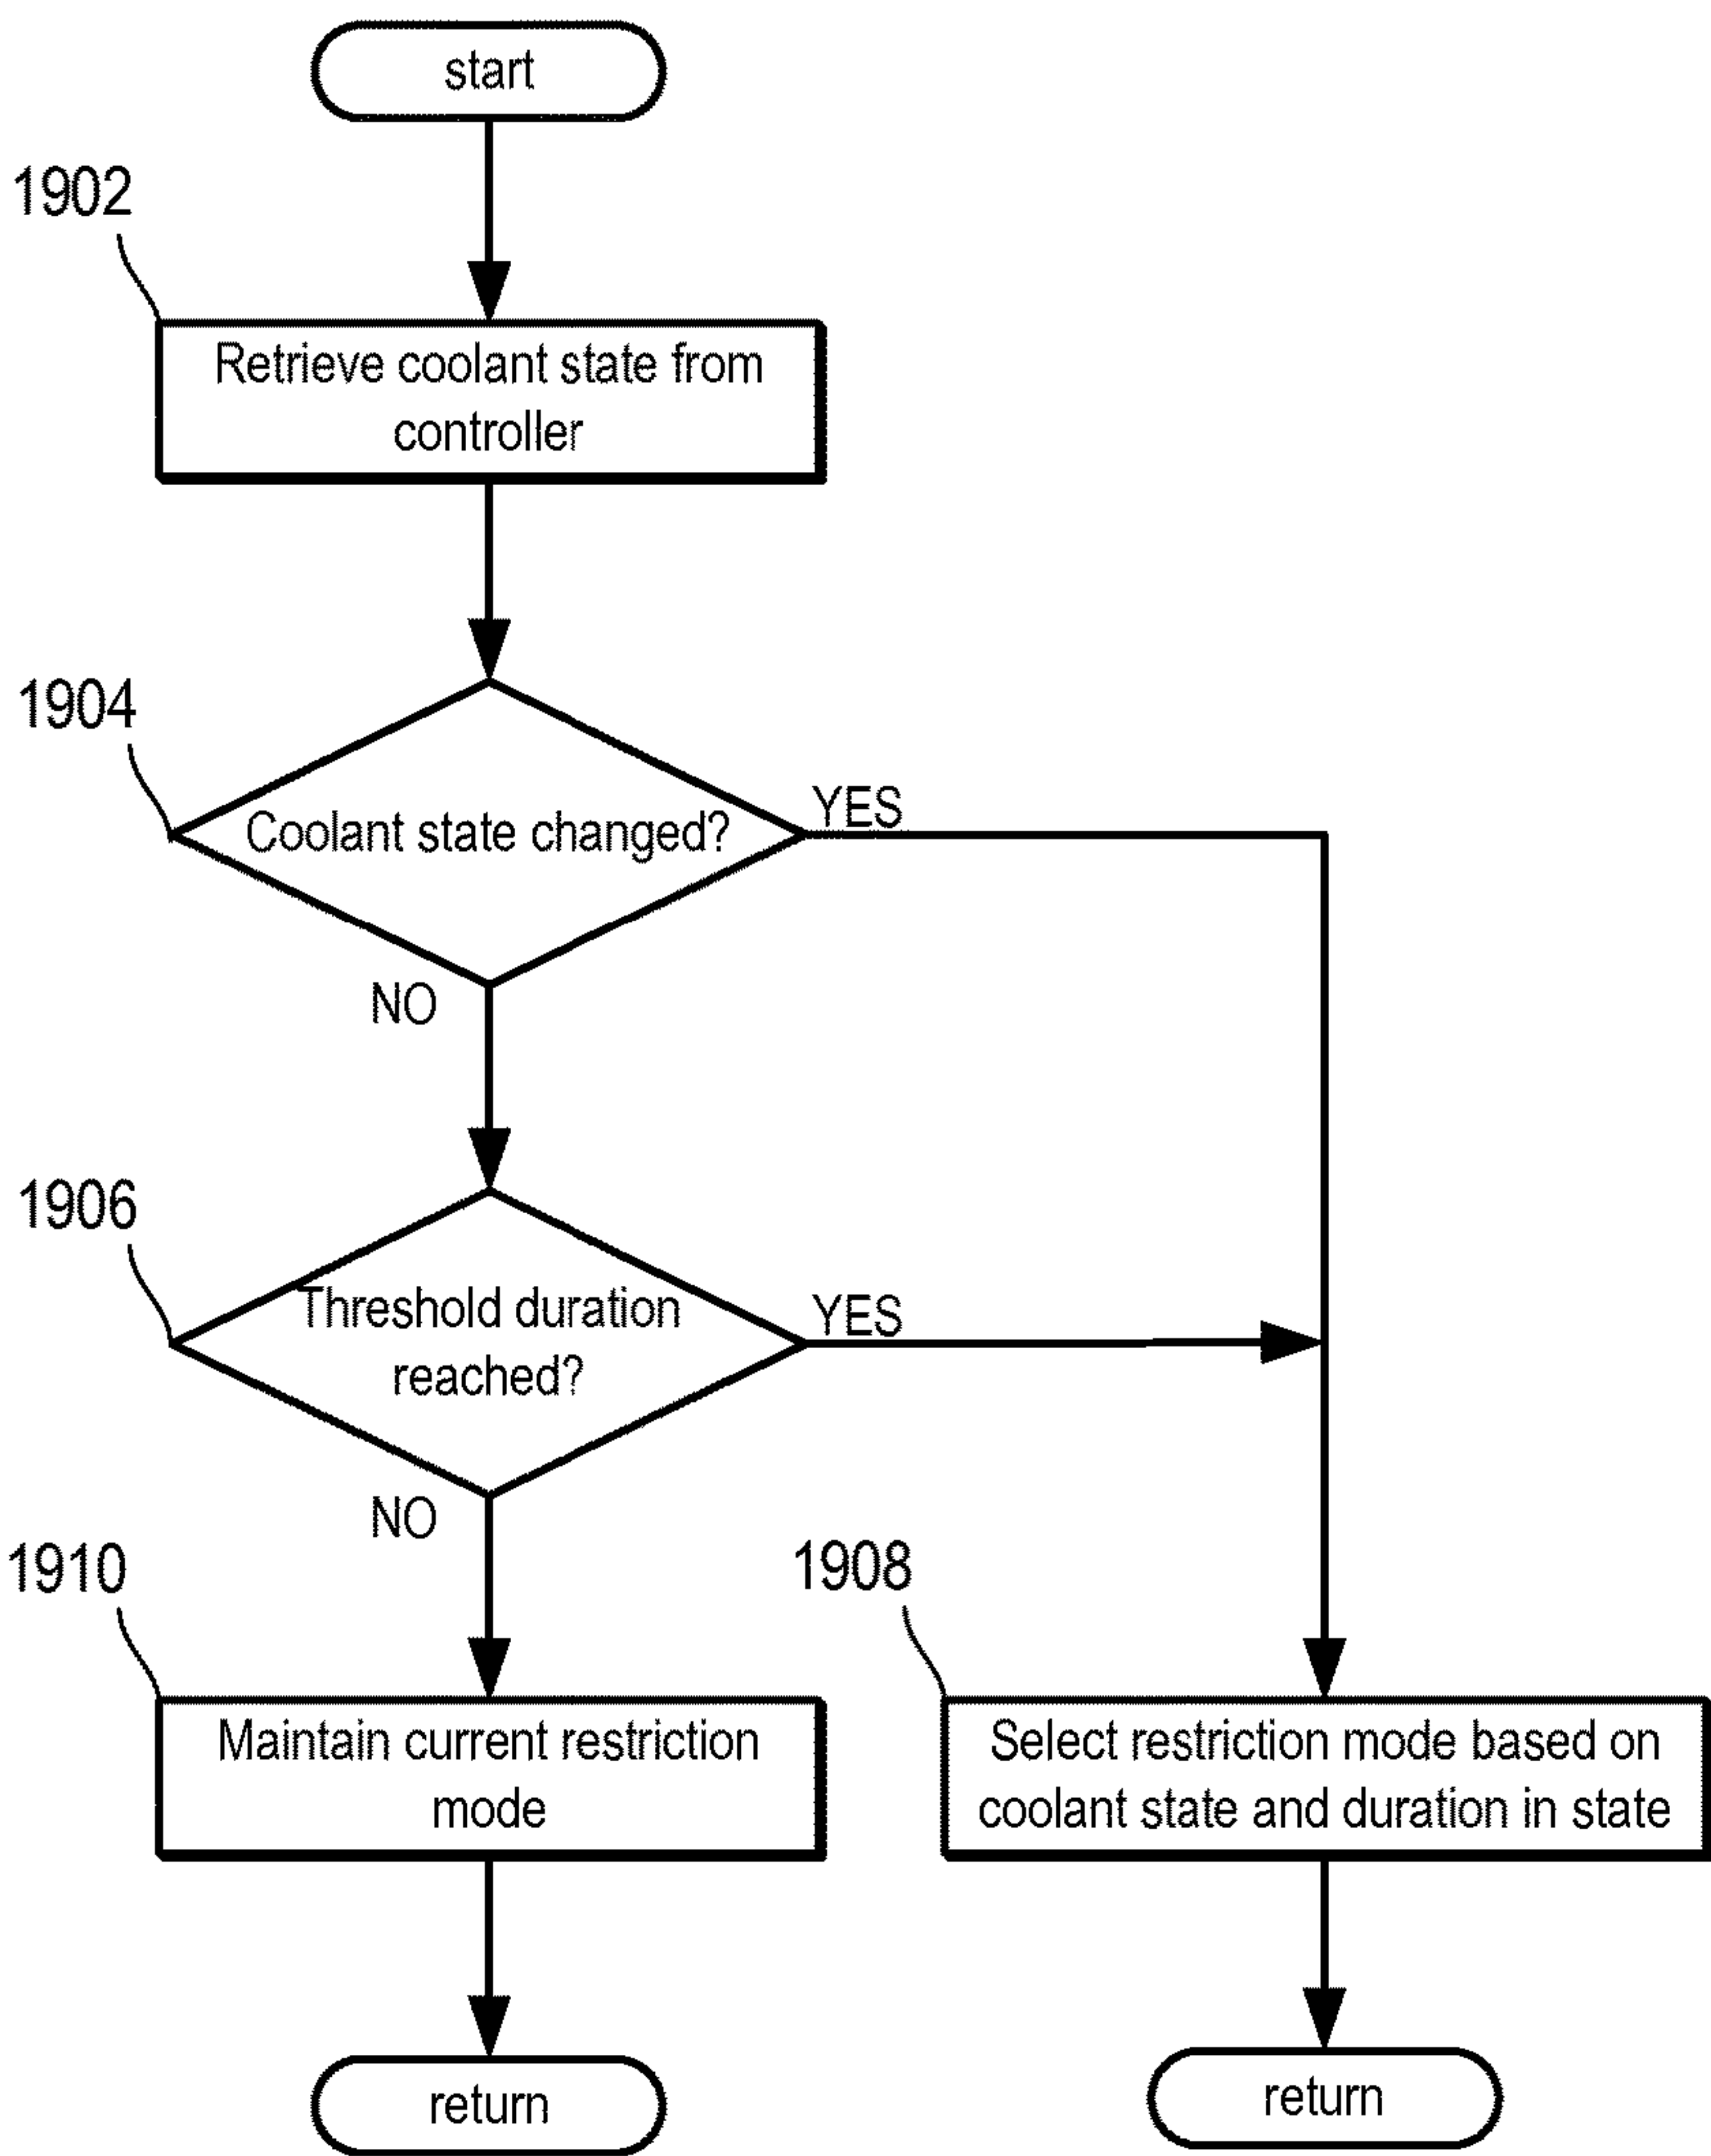 start
1902
Retrieve coolant state from
controller
1904
Coolant state changed?
YES
NO
1906
Threshold duration
reached?
YES
NO
1910
Maintain current restriction
mode
1908
Select restriction mode based on
coolant state and duration in state
return
return